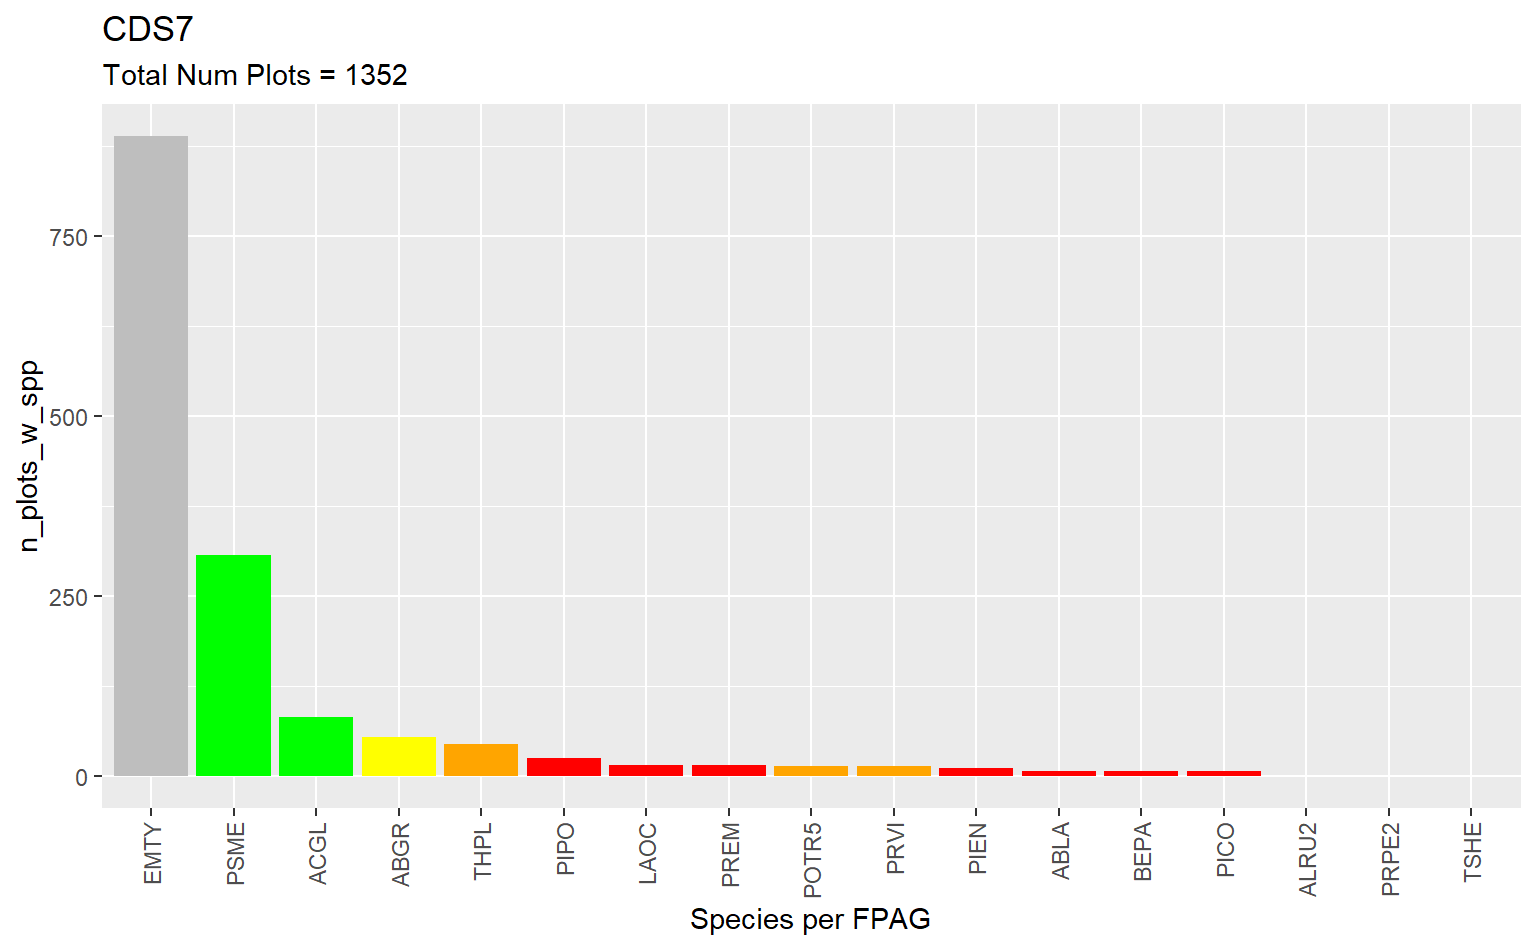 CDS7
Total Num Plots = 1352
n_plots_w_spp
750
500
250
0
EMTY
PSME
ACGL
ABGR
THPL
PIPO
LAOC
PREM
POTR5
PRVI
PIEN
ABLA
BEPA
PICO
ALRU2
PRPE2
TSHE
Species per FPAG